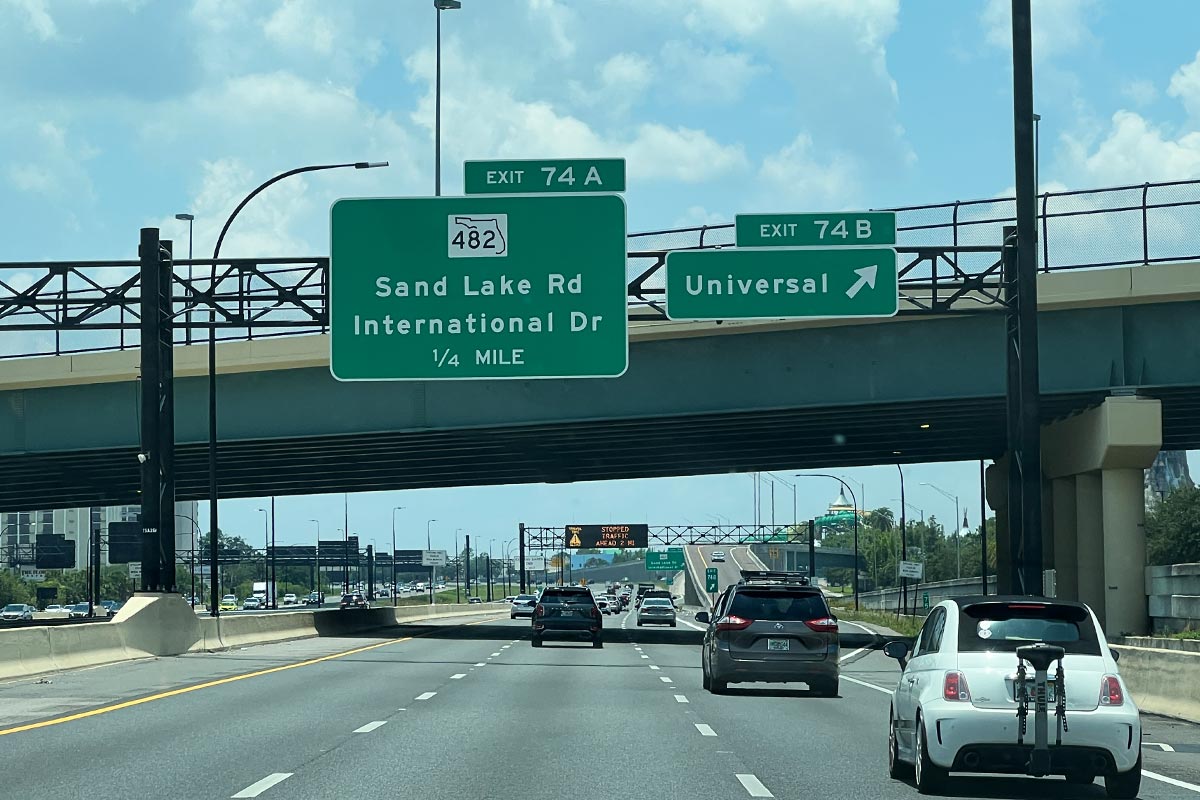 EXIT 74 A
482
Sand Lake Rd
International Dr
1/4 MILE
EXIT 74 B
Universal
STOPPED
TRAFFIC
AHEAD 2 MI